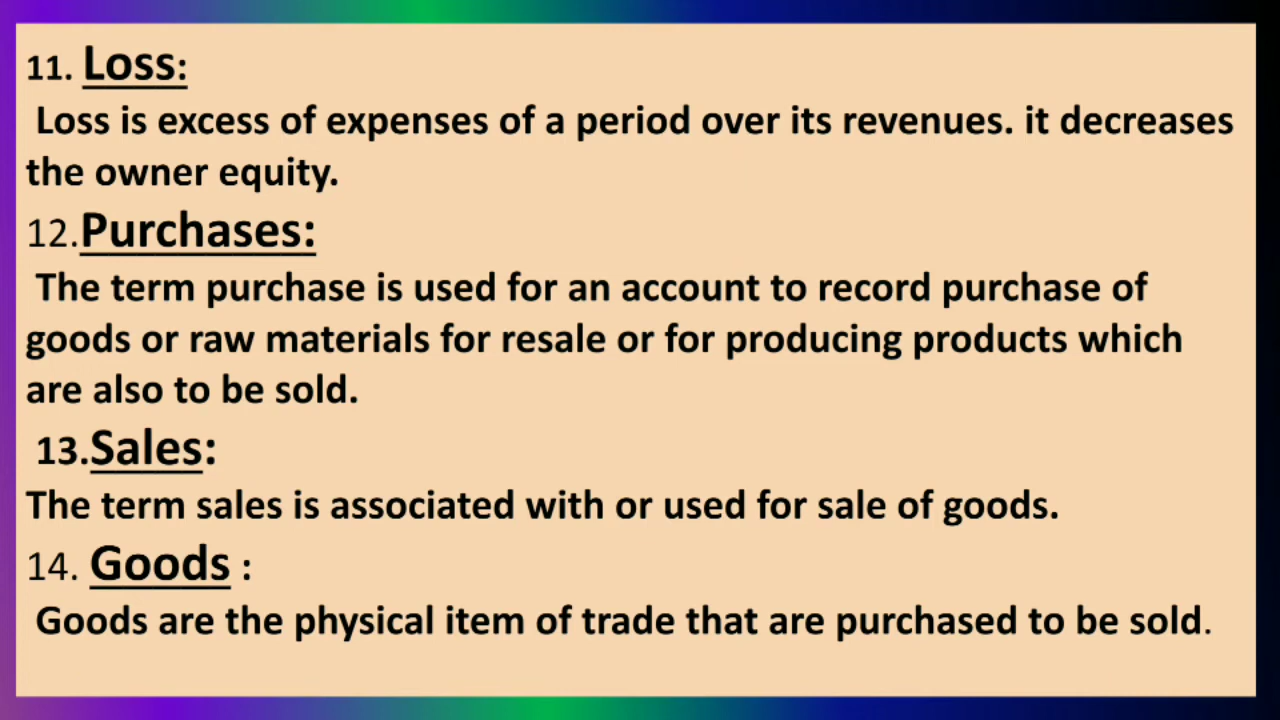 11. Loss:
Loss is excess of expenses of a period over its revenues. it decreases
the owner equity.
12.Purchases:
The term purchase is used for an account to record purchase of
goods or raw materials for resale or for producing products which
are also to be sold.
13.Sales:
The term sales is associated with or used for sale of goods.
14. Goods :
Goods are the physical item of trade that are purchased to be sold.